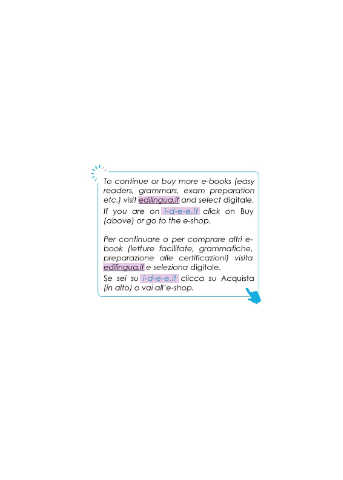 To continue or buy more e-books (easy
readers, grammars, exam preparation
etc.) visit edilingua.it and select digitale.
If you are on i-d-e-e.it click on Buy
(above) or go to the e-shop.
Per continuare o per comprare altri e-
book (letture facilitate, grammatiche,
preparazione alle certificazioni) visita
edilingua.it e seleziona digitale.
Se sei su i-d-e-e.it clicca su Acquista
(in alto) o vai all'e-shop.